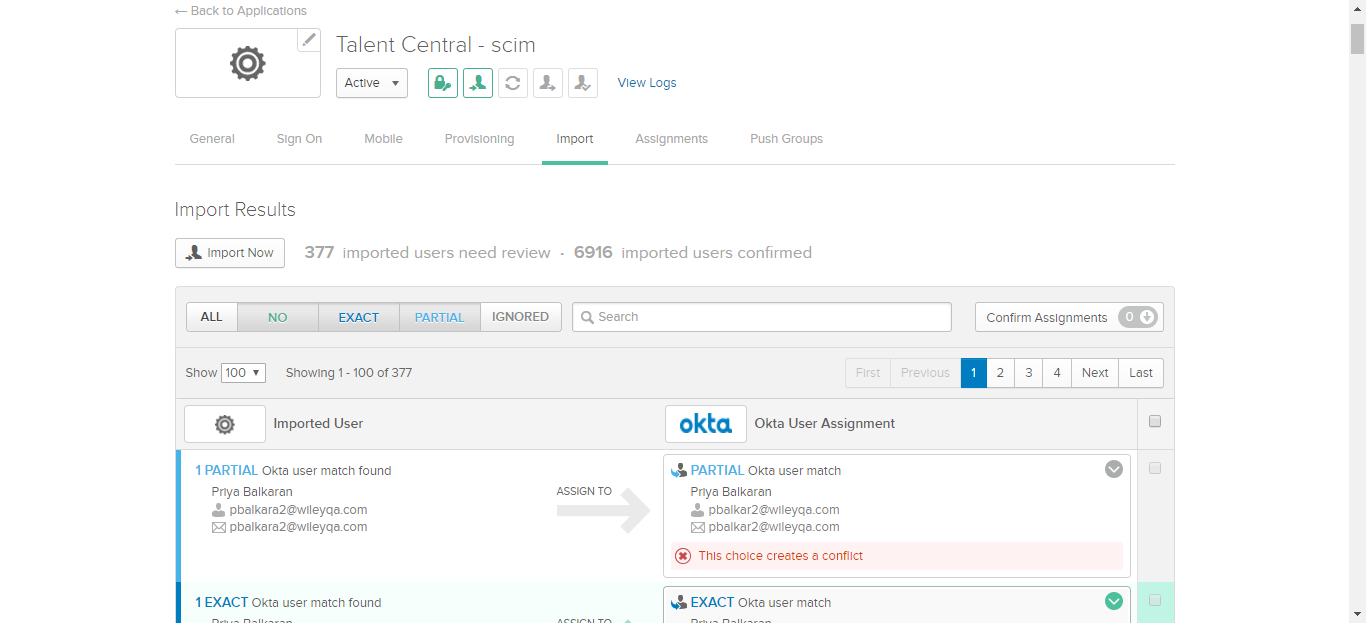 ← Back to Applications
Talent Central - scim
Active ▼ View Logs
General Sign On Mobile Provisioning Import Assignments Push Groups
Import Results
Import Now 377 imported users need review · 6916 imported users confirmed
ALL NO EXACT PARTIAL IGNORED Search Confirm Assignments 0
Show 100 ▼ Showing 1 - 100 of 377 First Previous 1 2 3 4 Next Last
Imported User okta Okta User Assignment
1 PARTIAL Okta user match found PARTIAL Okta user match
Priya Balkaran ASSIGN TO Priya Balkaran
pbalkara2@wileyqa.com pbalkar2@wileyqa.com
pbalkara2@wileyqa.com pbalkar2@wileyqa.com
This choice creates a conflict
1 EXACT Okta user match found EXACT Okta user match
Priya Balkaran ASSIGN TO Priya Balkaran